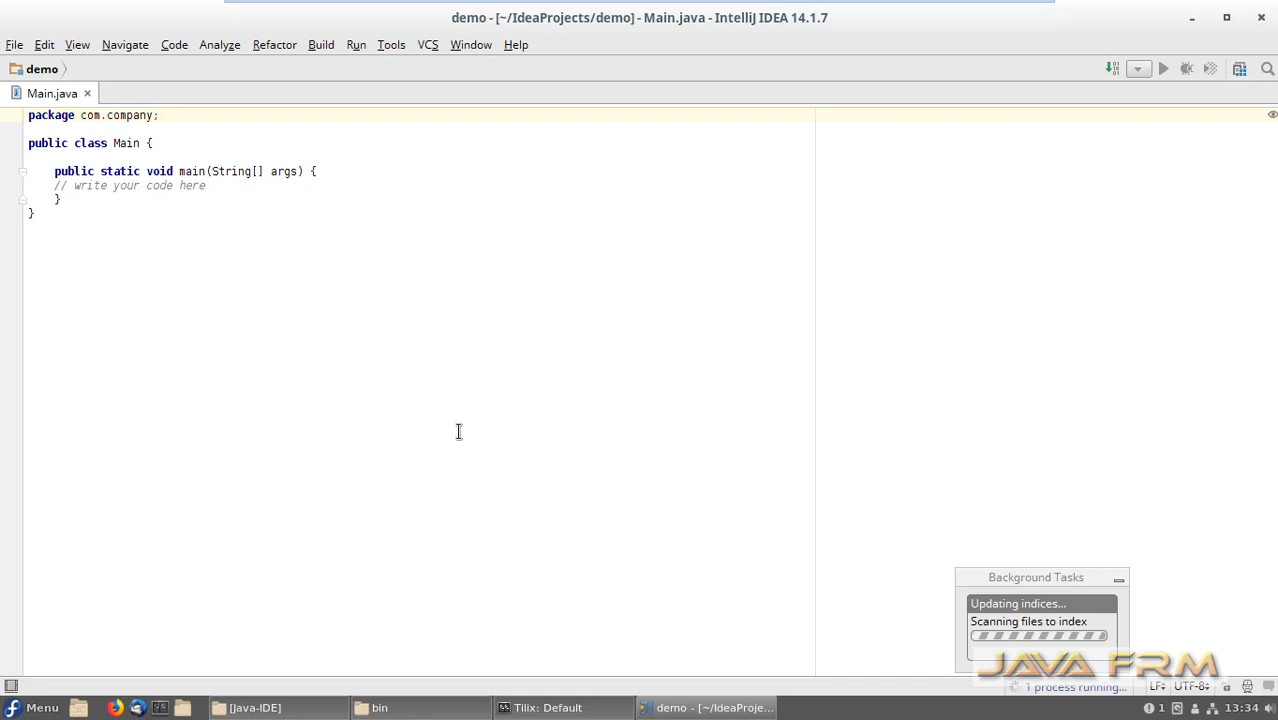 demo - [~/IdeaProjects/demo] - Main.java - IntelliJ IDEA 14.1.7
File Edit View Navigate Code Analyze Refactor Build Run Tools VCS Window Help
demo
Main.java
package com.company;
public class Main {
public static void main(String[] args) {
// write your code here
}
}
Background Tasks
Updating indices...
Scanning files to index
JAVA FRM
1 process running... LF UTF-8
Menu [Java-IDE] bin Tilix: Default demo - [~/IdeaProje... 1 13:34